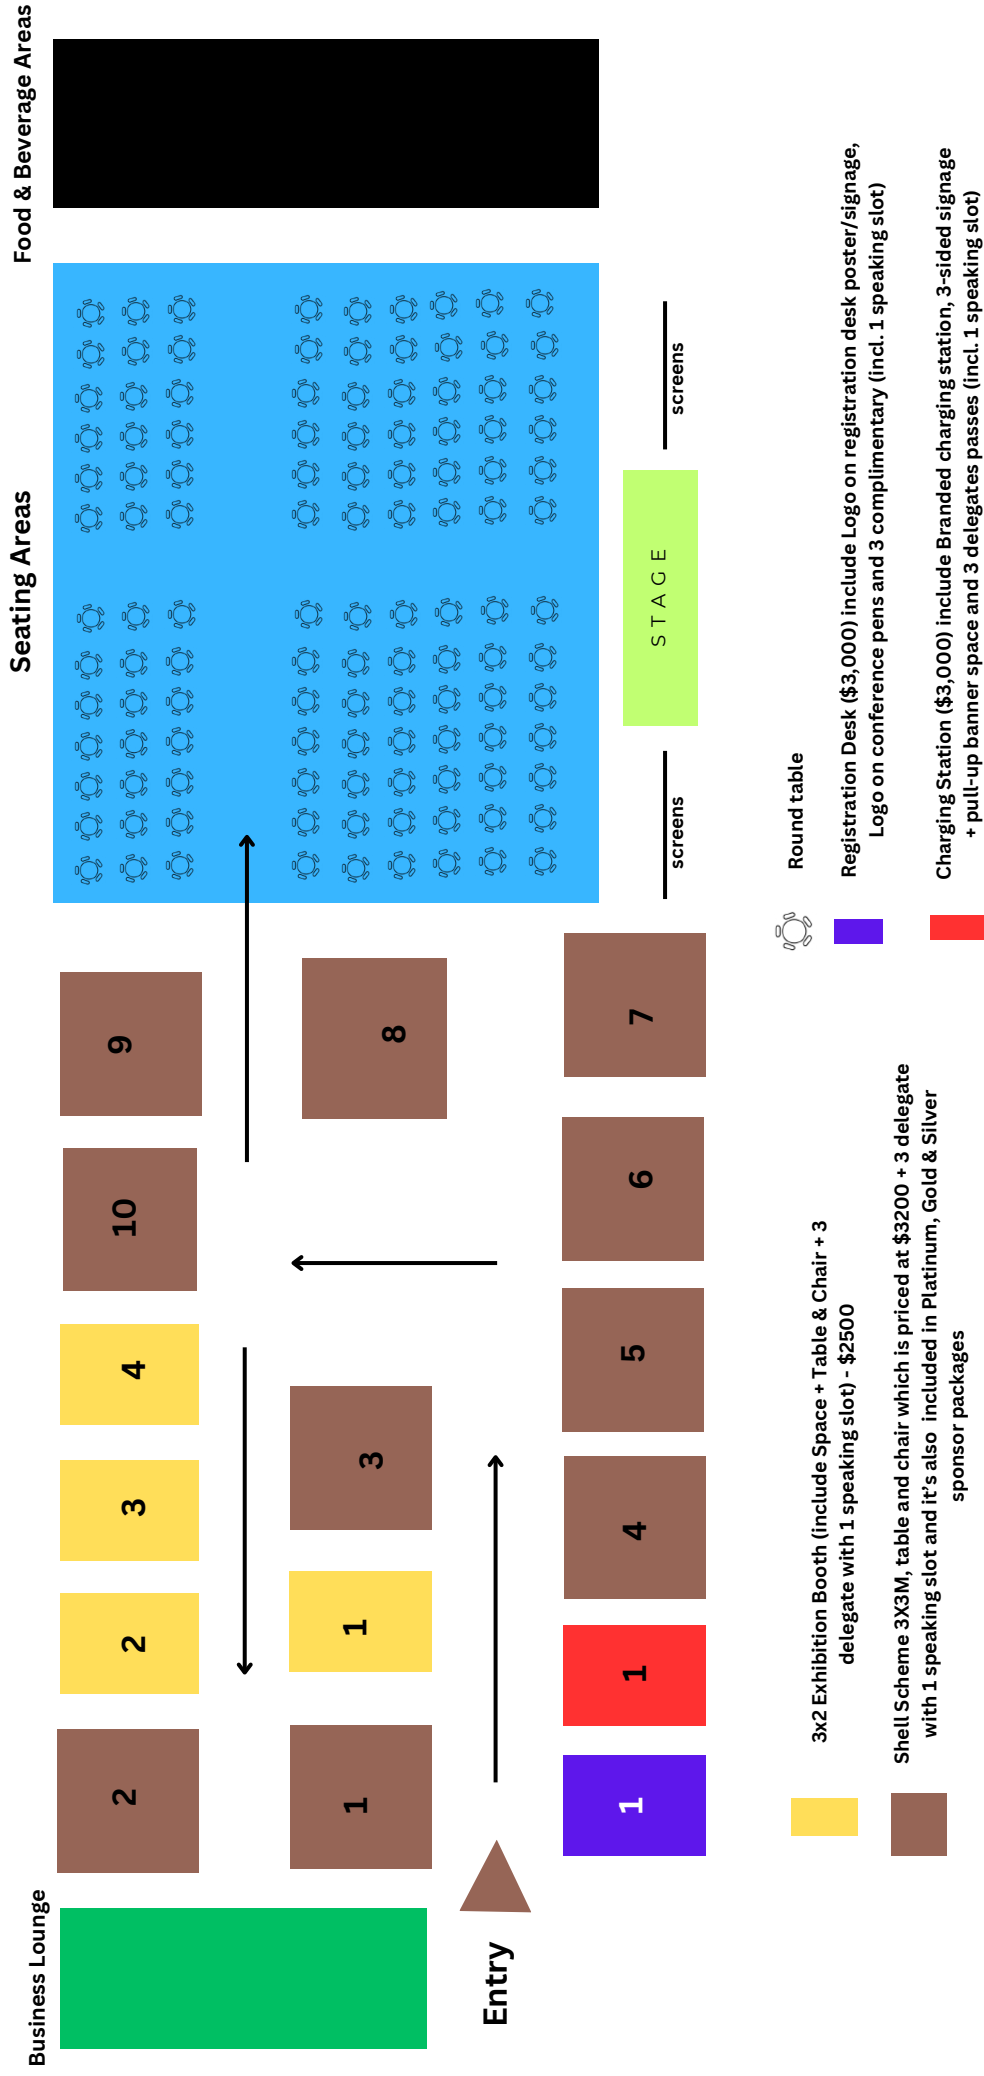 Business Lounge
Seating Areas
Food & Beverage Areas
2
2
3
4
10
9
1
1
3
8
Entry
1
1
4
5
6
7
screens
STAGE
screens
3x2 Exhibition Booth (include Space + Table & Chair + 3
delegate with 1 speaking slot) - $2500
Shell Scheme 3X3M, table and chair which is priced at $3200 + 3 delegate
with 1 speaking slot and it's also included in Platinum, Gold & Silver
sponsor packages
Round table
Registration Desk ($3,000) include Logo on registration desk poster/signage,
Logo on conference pens and 3 complimentary (incl. 1 speaking slot)
Charging Station ($3,000) include Branded charging station, 3-sided signage
+ pull-up banner space and 3 delegates passes (incl. 1 speaking slot)